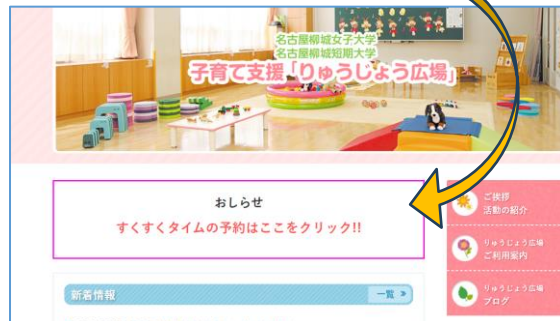 名古屋柳城女子大学
名古屋柳城短期大学
子育て支援「りゅうじょう広場」
おしらせ
すくすくタイムの予約はここをクリック!!
ご挨拶
活動の紹介
りゅうじょう広場
ご利用案内
りゅうじょう広場
ブログ
新着情報
一覧 »